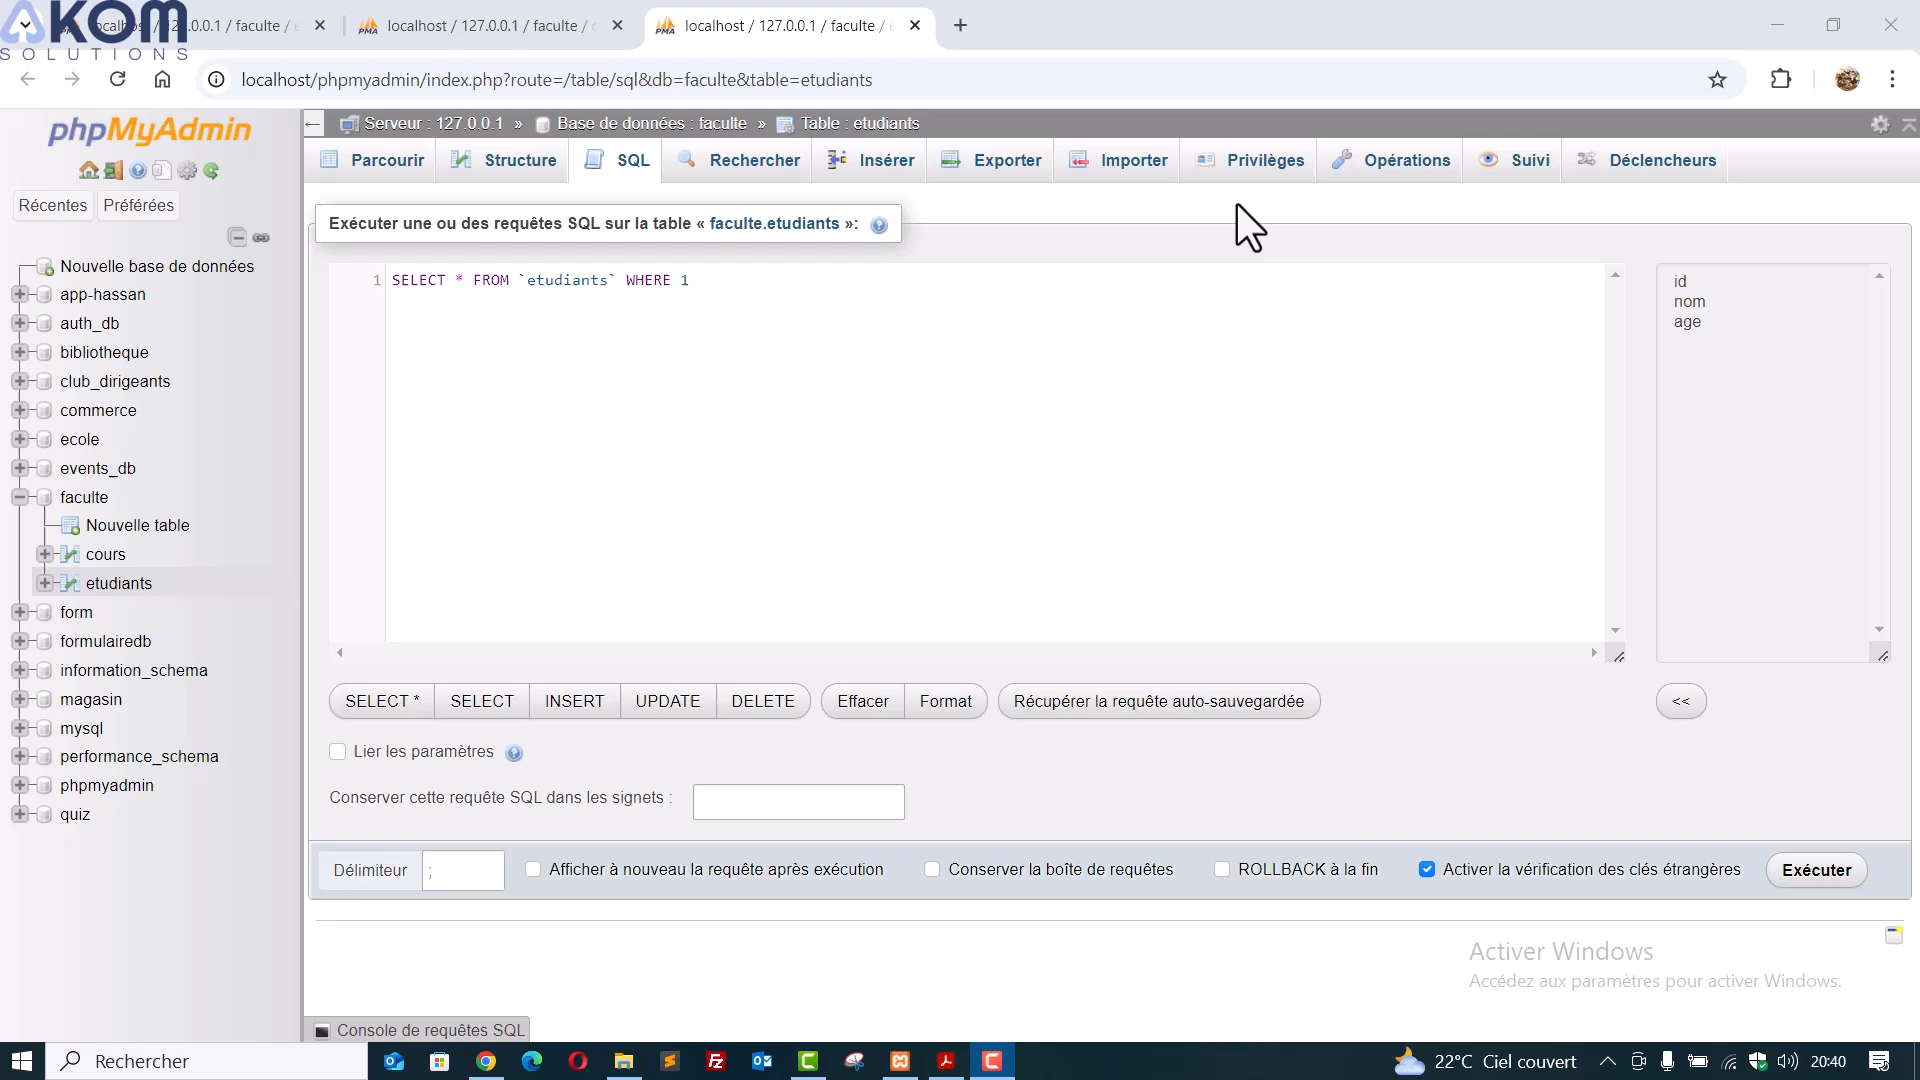 AKOM
SOLUTIONS
localhost / 127.0.0.1 / faculte /
localhost / 127.0.0.1 / faculte /
localhost / 127.0.0.1 / faculte /
localhost/phpmyadmin/index.php?route=/table/sql&db=faculte&table=etudiants
phpMyAdmin
Récentes
Préférées
Nouvelle base de données
app-hassan
auth_db
bibliotheque
club_dirigeants
commerce
ecole
events_db
faculte
Nouvelle table
cours
etudiants
form
formulairedb
information_schema
magasin
mysql
performance_schema
phpmyadmin
quiz
Serveur : 127.0.0.1 » Base de données : faculte » Table : etudiants
Parcourir
Structure
SQL
Rechercher
Insérer
Exporter
Importer
Privilèges
Opérations
Suivi
Déclencheurs
Exécuter une ou des requêtes SQL sur la table « faculte.etudiants »:
1
SELECT * FROM `etudiants` WHERE 1
id
nom
age
SELECT *
SELECT
INSERT
UPDATE
DELETE
Effacer
Format
Récupérer la requête auto-sauvegardée
<<
Lier les paramètres
Conserver cette requête SQL dans les signets :
Délimiteur
;
Afficher à nouveau la requête après exécution
Conserver la boîte de requêtes
ROLLBACK à la fin
Activer la vérification des clés étrangères
Exécuter
Activer Windows
Accédez aux paramètres pour activer Windows.
Console de requêtes SQL
Rechercher
22°C Ciel couvert
20:40